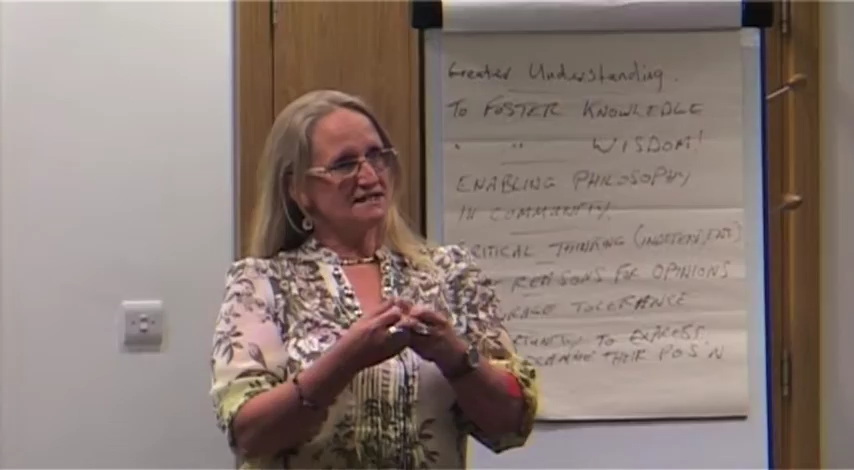 Greater Understanding.
TO FOSTER KNOWLEDGE
" " WISDOM!
ENABLING PHILOSOPHY
IN COMMUNITY.
CRITICAL THINKING (INDEPENDENT)
REASONS FOR OPINIONS
TOLERANCE
TO EXPRESS
THEIR POS'N